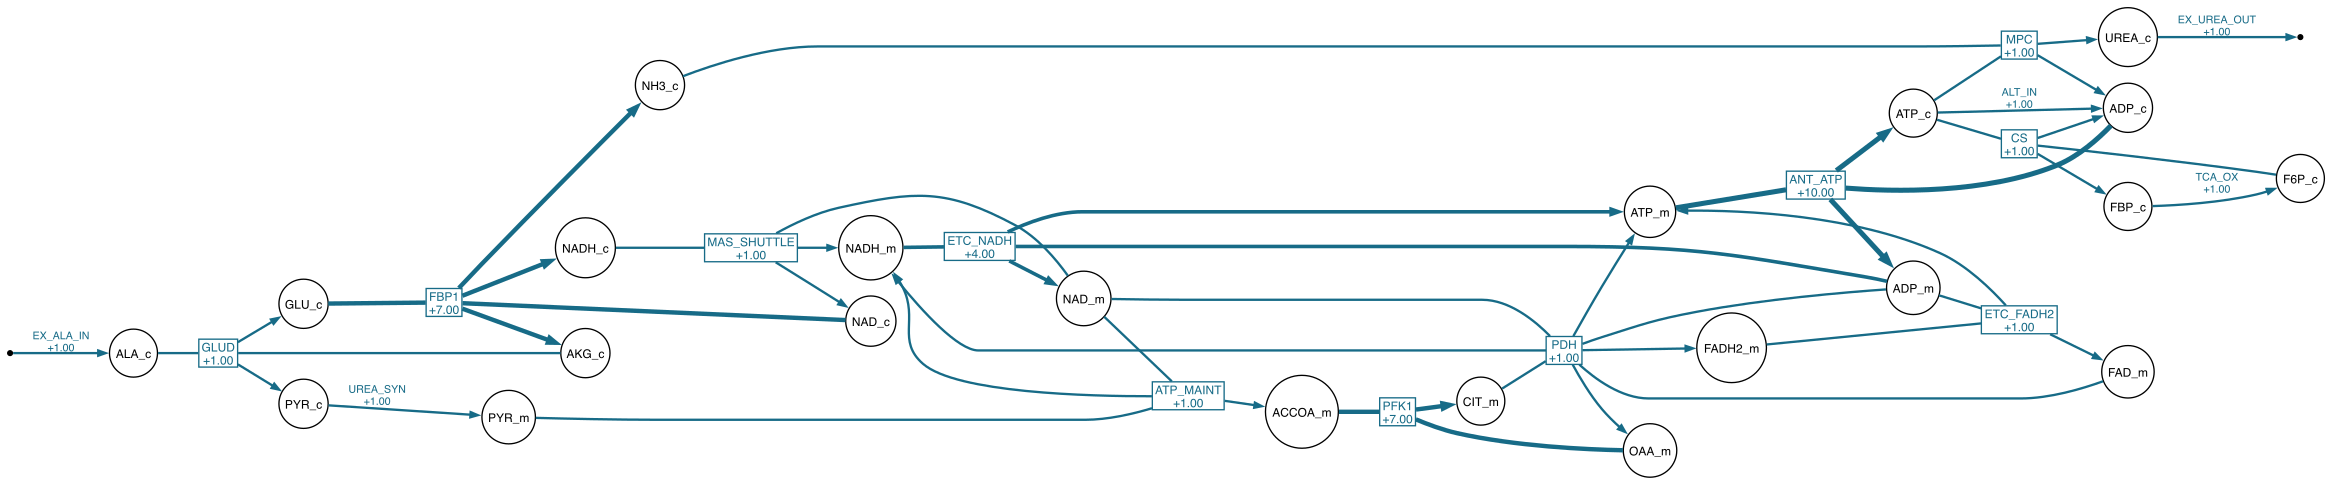 EX_UREA_OUT
+1.00
UREA_c
MPC
+1.00
NH3_c
ALT_IN
+1.00
ATP_c
ADP_c
CS
+1.00
TCA_OX
+1.00
F6P_c
ANT_ATP
+10.00
FBP_c
ATP_m
NADH_c
MAS_SHUTTLE
+1.00
NADH_m
ETC_NADH
+4.00
ADP_m
GLU_c
FBP1
+7.00
NAD_m
NAD_c
ETC_FADH2
+1.00
EX_ALA_IN
+1.00
ALA_c
GLUD
+1.00
AKG_c
PDH
+1.00
FADH2_m
FAD_m
PYR_c
UREA_SYN
+1.00
PYR_m
ATP_MAINT
+1.00
ACCOA_m
PFK1
+7.00
CIT_m
OAA_m